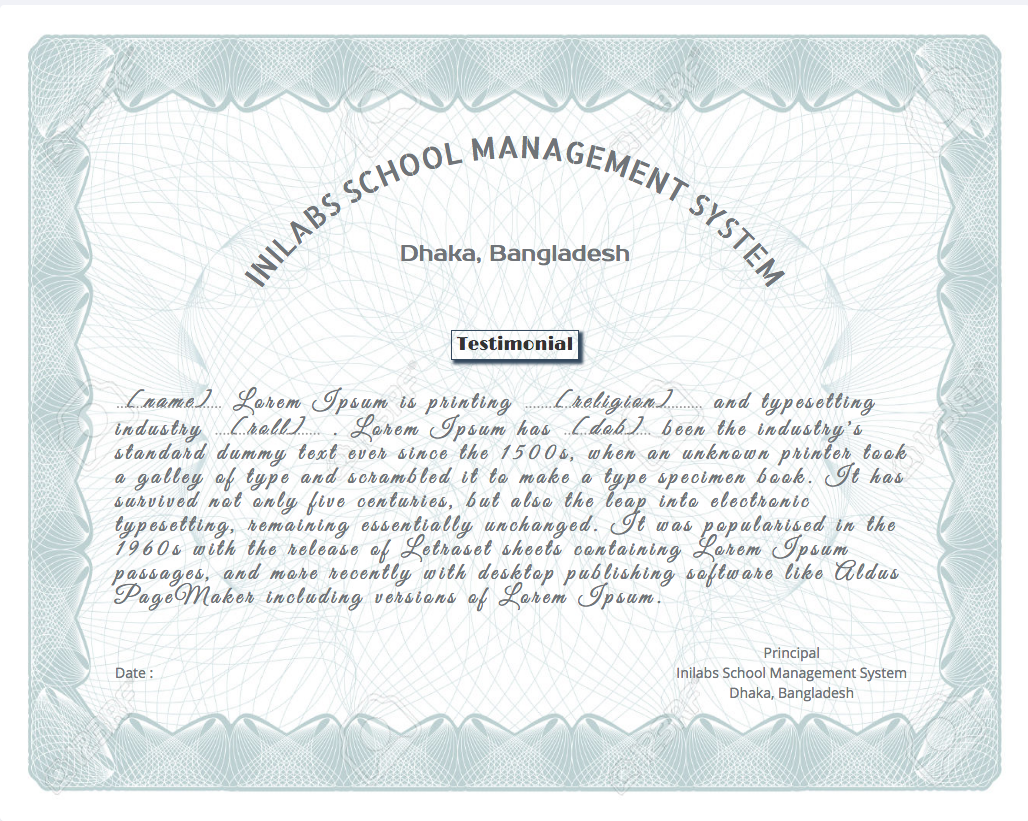 INILABS SCHOOL MANAGEMENT SYSTEM
Dhaka, Bangladesh
Testimonial
...[name]... Lorem Ipsum is printing ........[religion]......... and typesetting
industry ....[roll].... . Lorem Ipsum has ...[dob]... been the industry's
standard dummy text ever since the 1500s, when an unknown printer took
a galley of type and scrambled it to make a type specimen book. It has
survived not only five centuries, but also the leap into electronic
typesetting, remaining essentially unchanged. It was popularised in the
1960s with the release of Letraset sheets containing Lorem Ipsum
passages, and more recently with desktop publishing software like Aldus
PageMaker including versions of Lorem Ipsum.
Date :
Principal
Inilabs School Management System
Dhaka, Bangladesh